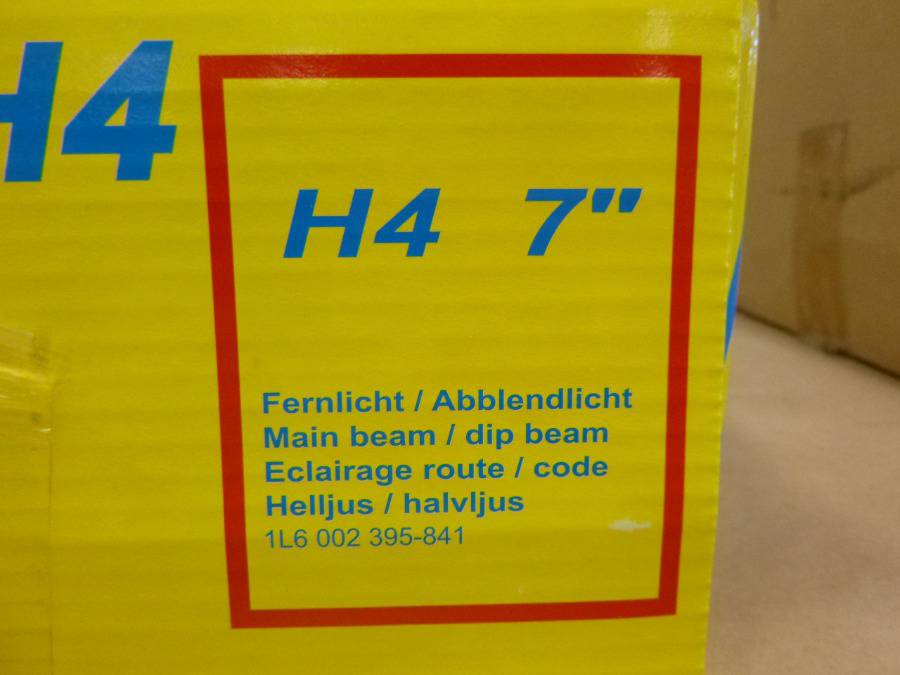 H4
H4 7"
Fernlicht / Abblendlicht
Main beam / dip beam
Eclairage route / code
Helljus / halvljus
1L6 002 395-841